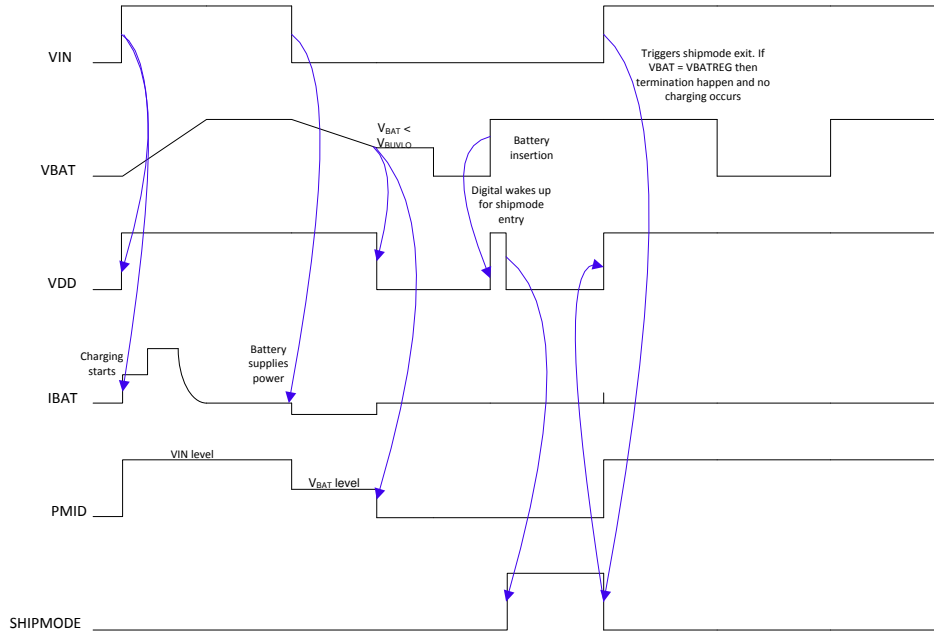 VIN
Triggers shipmode exit. If
VBAT = VBATREG then
termination happen and no
charging occurs
VBAT
VBAT <
VBUVLO
Battery
insertion
Digital wakes up
for shipmode
entry
VDD
Charging
starts
Battery
supplies
power
IBAT
VIN level
VBAT level
PMID
SHIPMODE